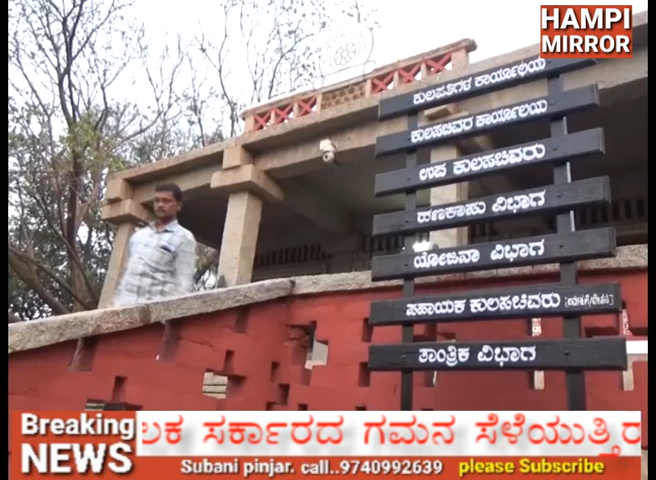 HAMPI
MIRROR
ಕುಲಪತಿಗಳ ಕಾರ್ಯಾಲಯ
ಕುಲಸಚಿವರ ಕಾರ್ಯಾಲಯ
ಉಪ ಕುಲಸಚಿವರು
ಹಣಕಾಸು ವಿಭಾಗ
ಯೋಜನಾ ವಿಭಾಗ
ಸಹಾಯಕ ಕುಲಸಚಿವರು
ತಾಂತ್ರಿಕ ವಿಭಾಗ
Breaking
NEWS
ಲಕ ಸರ್ಕಾರದ ಗಮನ ಸೆಳೆಯುತ್ತಿರ
Subani pinjar. call..9740992639 please Subscribe